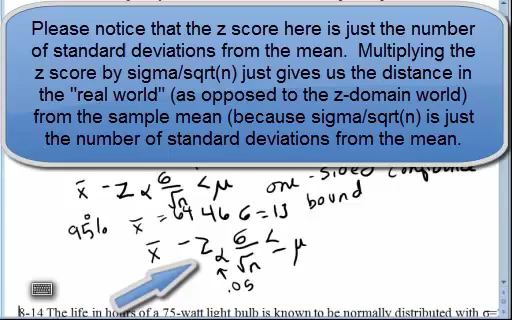 Please notice that the z score here is just the number
of standard deviations from the mean.  Multiplying the
z score by sigma/sqrt(n) just gives us the distance in
the "real world" (as opposed to the z-domain world)
from the sample mean (because sigma/sqrt(n) is just
the number of standard deviations from the mean.
x̄ - Z α σ/√n < μ one-sided confidence
bound
95% x̄ = 6446 σ = 13
x̄ - Z α σ/√n ≤ μ
↑
.05
8-14 The life in hours of a 75-watt light bulb is known to be normally distributed with σ=